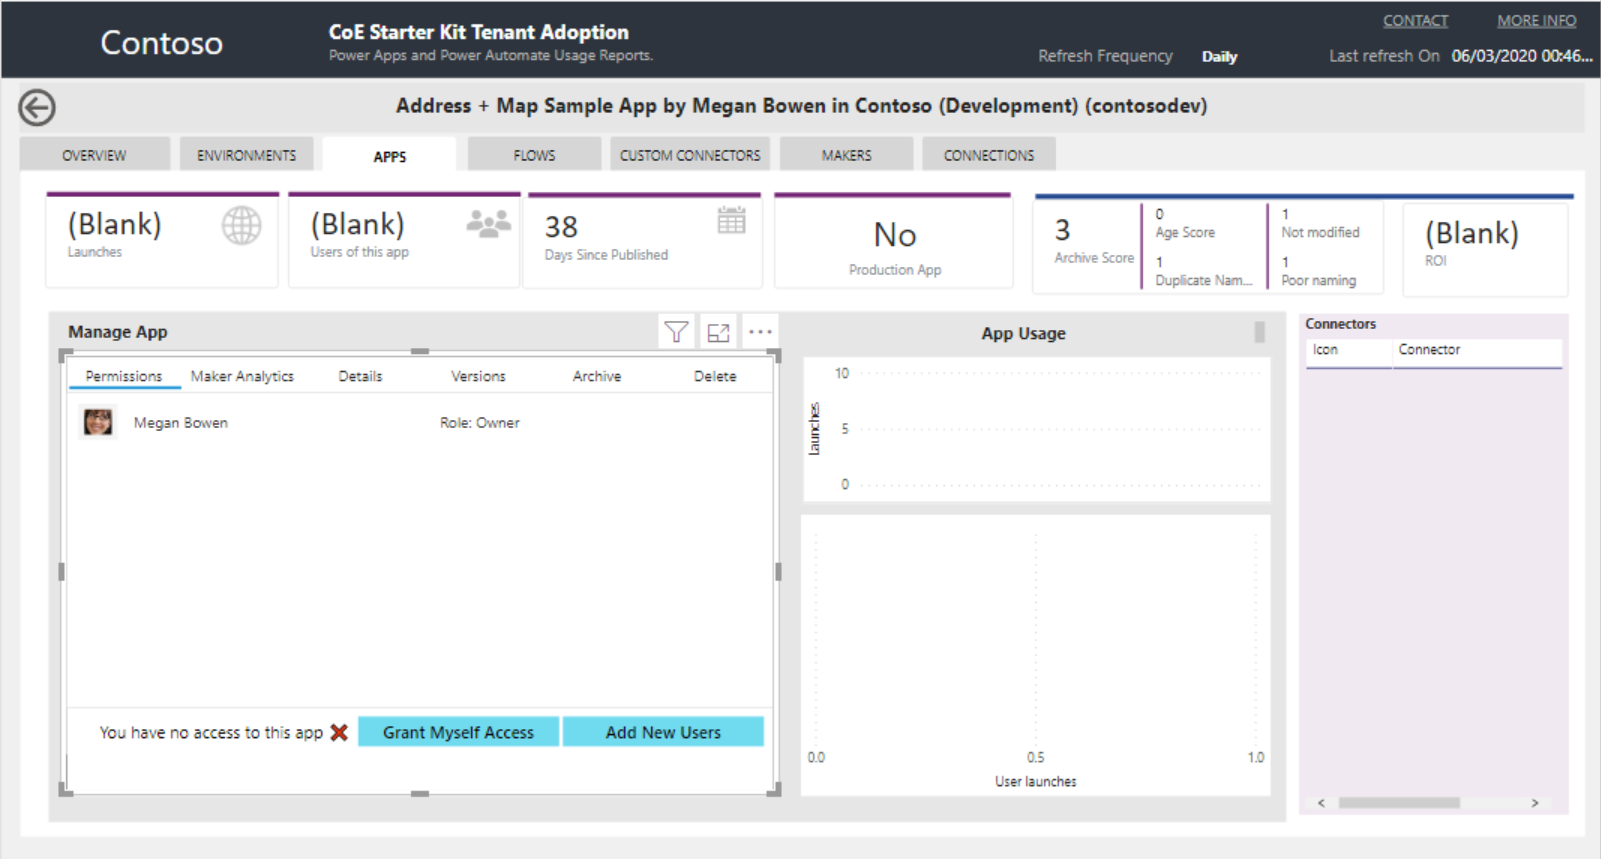 Contoso
CoE Starter Kit Tenant Adoption
Power Apps and Power Automate Usage Reports.
CONTACT
MORE INFO
Refresh Frequency Daily
Last refresh On 06/03/2020 00:46...
Address + Map Sample App by Megan Bowen in Contoso (Development) (contosodev)
OVERVIEW
ENVIRONMENTS
APPS
FLOWS
CUSTOM CONNECTORS
MAKERS
CONNECTIONS
(Blank)
Launches
(Blank)
Users of this app
38
Days Since Published
No
Production App
3
Archive Score
0
Age Score
1
Duplicate Nam...
1
Not modified
1
Poor naming
(Blank)
ROI
Manage App
Permissions
Maker Analytics
Details
Versions
Archive
Delete
Megan Bowen
Role: Owner
You have no access to this app
Grant Myself Access
Add New Users
App Usage
Launches
10
5
0
0.0
0.5
1.0
User launches
Connectors
Icon
Connector